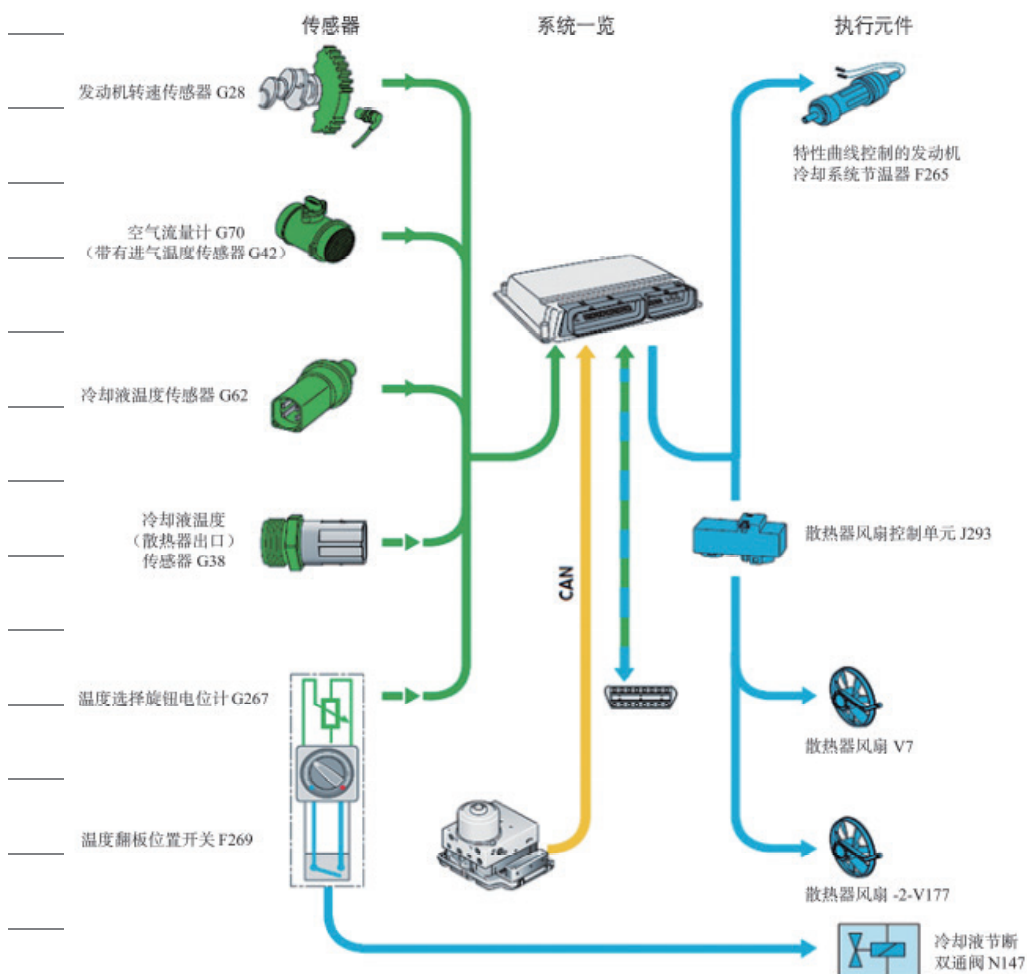 传感器
系统一览
执行元件
发动机转速传感器 G28
特性曲线控制的发动机
冷却系统节温器 F265
空气流量计 G70
（带有进气温度传感器 G42）
冷却液温度传感器 G62
冷却液温度
（散热器出口）
传感器 G38
散热器风扇控制单元 J293
CAN
温度选择旋钮电位计 G267
散热器风扇 V7
温度翻板位置开关 F269
散热器风扇 -2-V177
冷却液节断
双通阀 N147